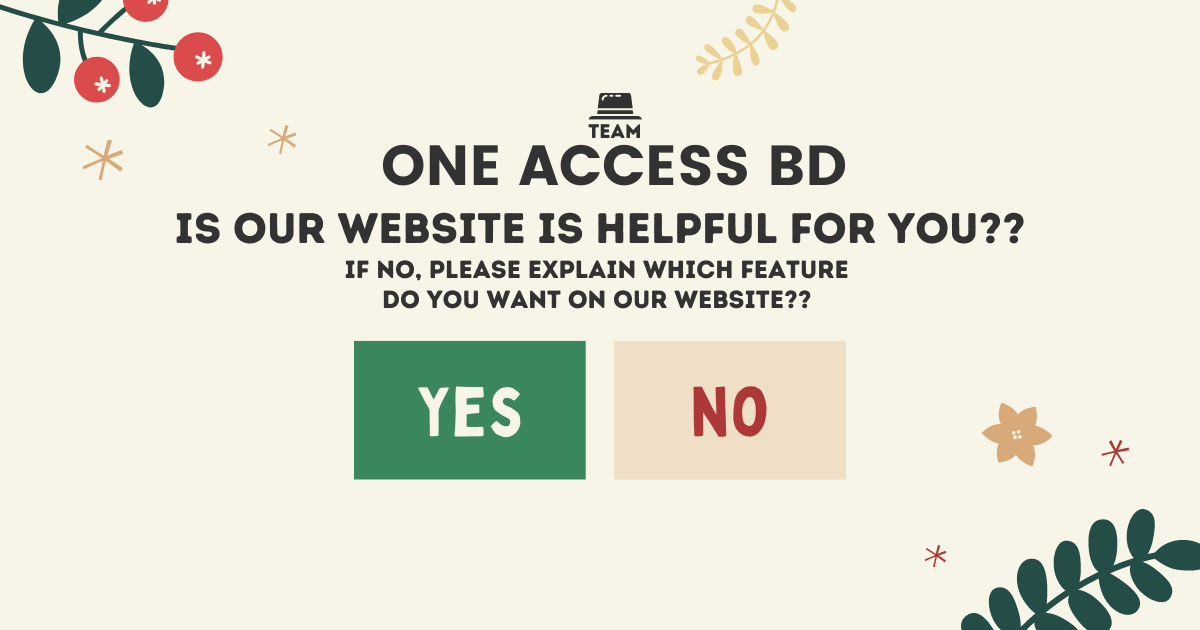 TEAM
ONE ACCESS BD
IS OUR WEBSITE IS HELPFUL FOR YOU??
IF NO, PLEASE EXPLAIN WHICH FEATURE
DO YOU WANT ON OUR WEBSITE??
YES
NO